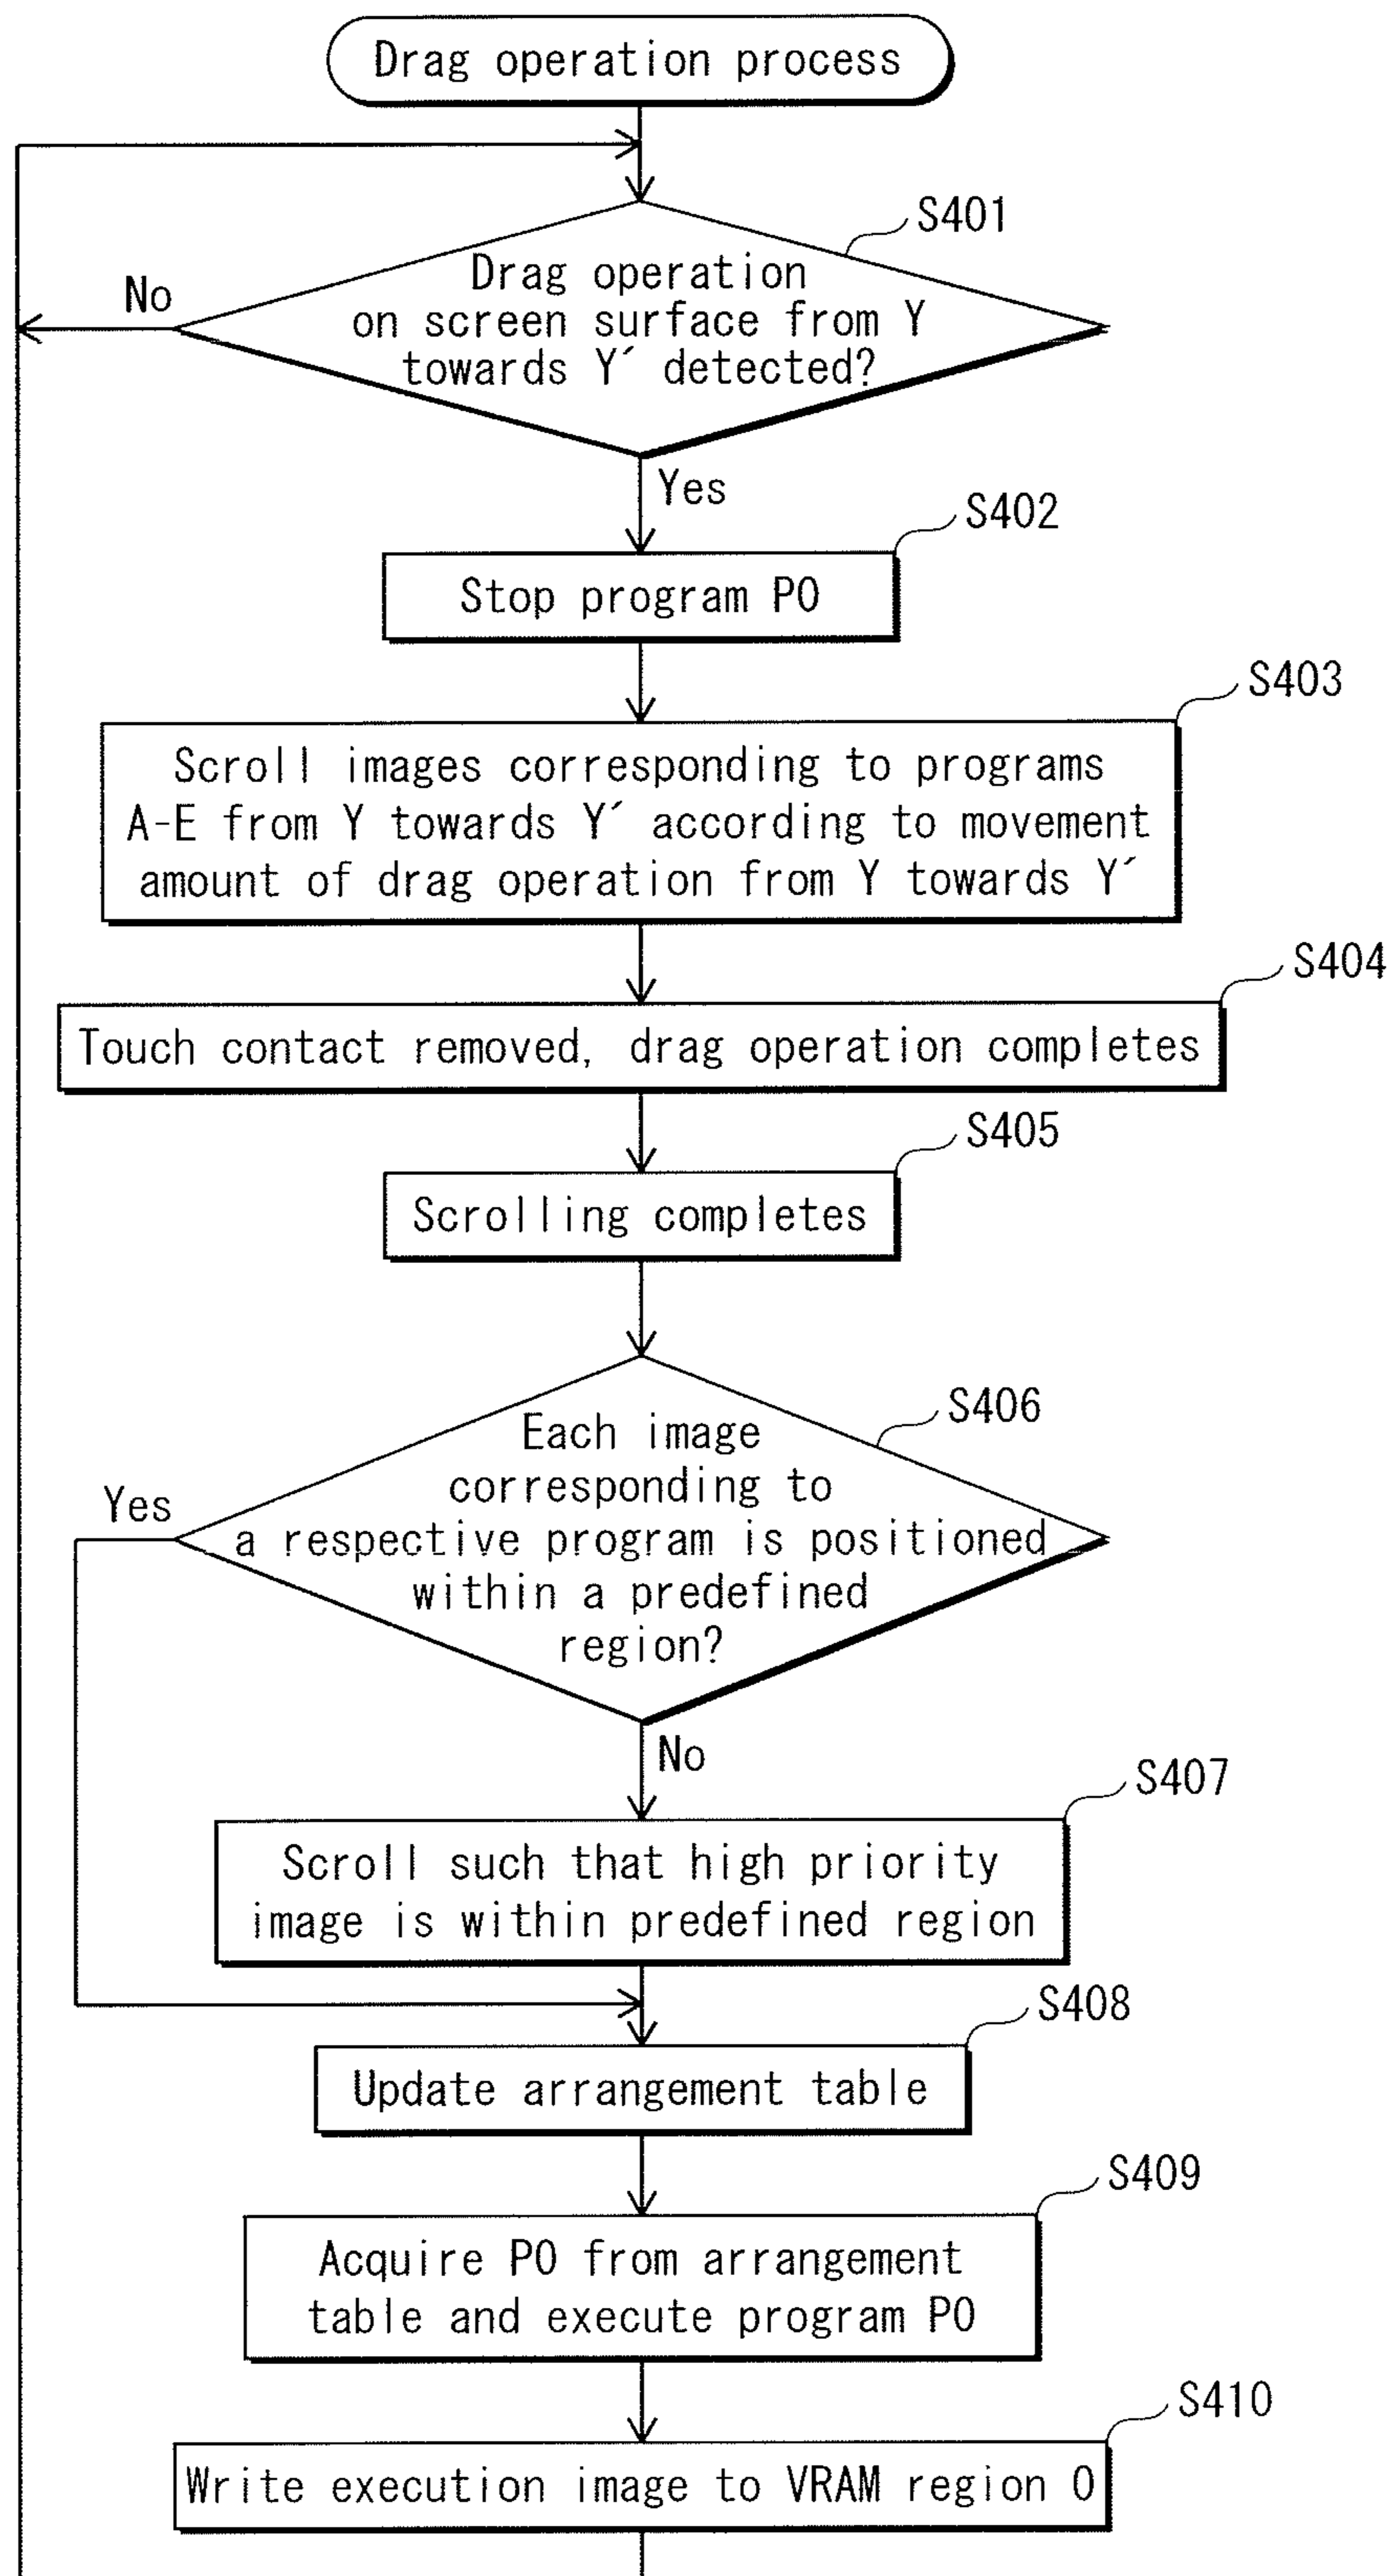 Drag operation process
S401
Drag operation
on screen surface from Y
towards Y´ detected?
No
Yes
S402
Stop program P0
S403
Scroll images corresponding to programs
A-E from Y towards Y´ according to movement
amount of drag operation from Y towards Y´
S404
Touch contact removed, drag operation completes
S405
Scrolling completes
S406
Each image
corresponding to
a respective program is positioned
within a predefined
region?
Yes
No
S407
Scroll such that high priority
image is within predefined region
S408
Update arrangement table
S409
Acquire P0 from arrangement
table and execute program P0
S410
Write execution image to VRAM region 0